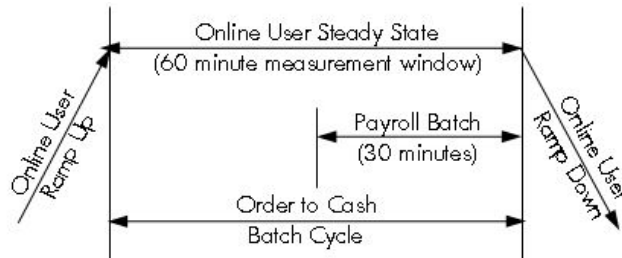 Online User Steady State
(60 minute measurement window)
Online User
Ramp Up
Payroll Batch
(30 minutes)
Online User
Ramp Down
Order to Cash
Batch Cycle